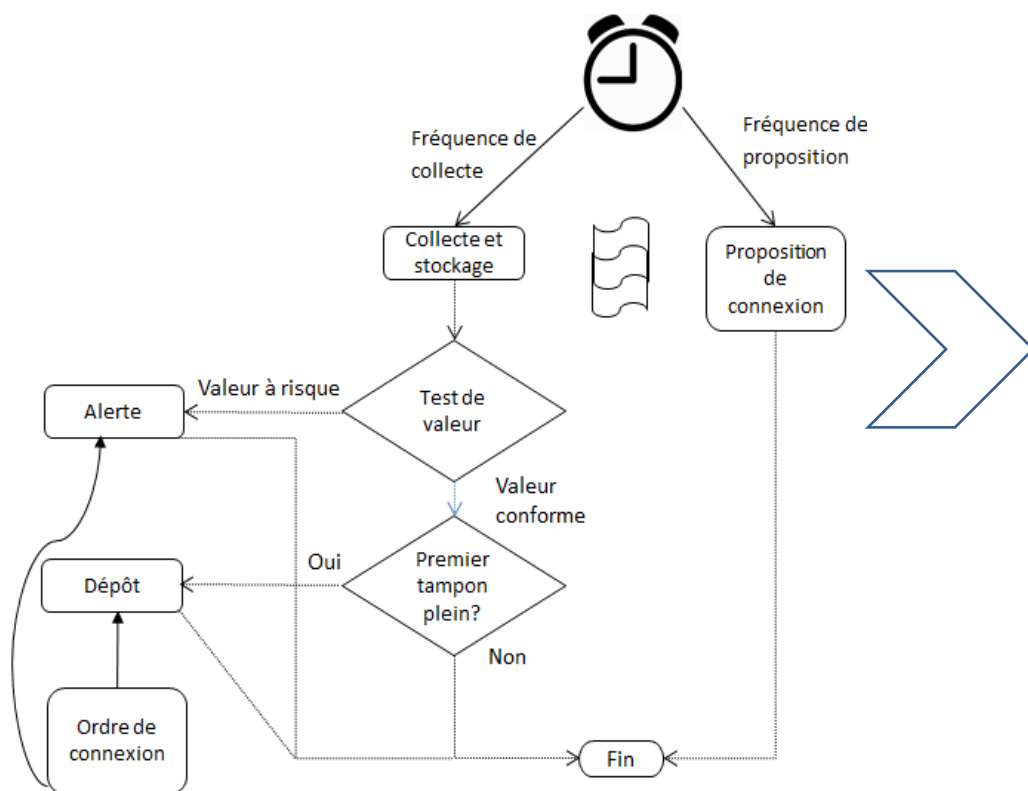 Fréquence de
collecte
Fréquence de
proposition
Collecte et
stockage
Proposition
de
connexion
Valeur à risque
Alerte
Test de
valeur
Valeur
conforme
Oui
Premier
tampon
plein?
Dépôt
Non
Ordre de
connexion
Fin